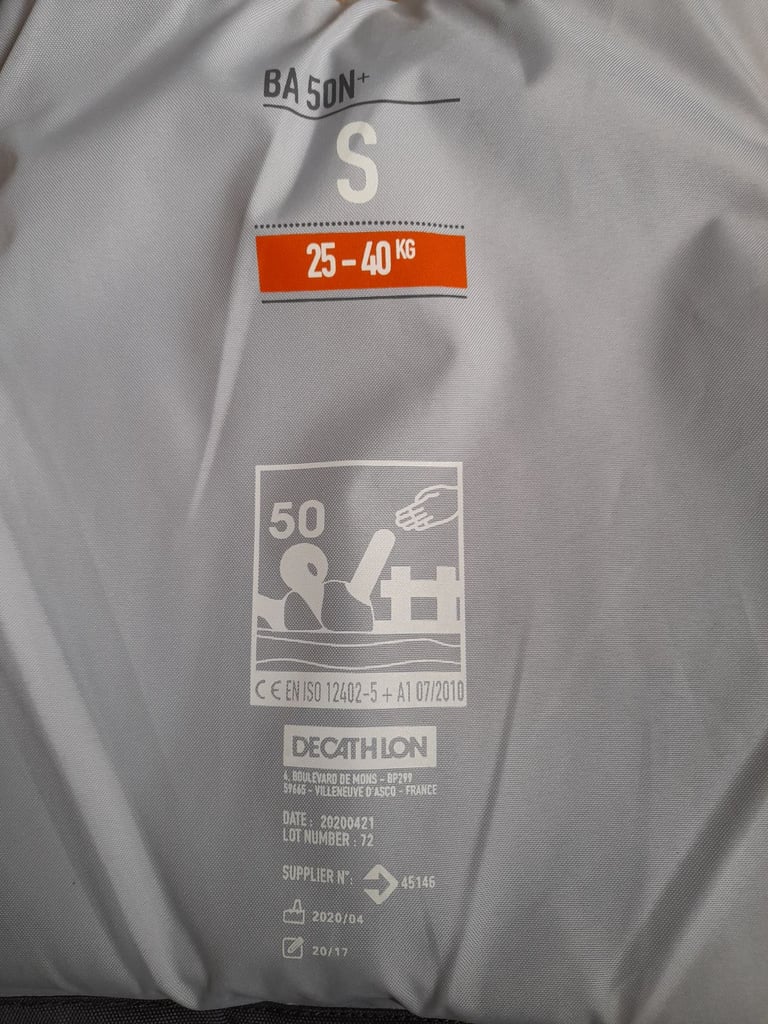 BA 50N+
S
25 - 40 KG
50
CE EN ISO 12402-5 + A1 07/2010
DECATHLON
4, BOULEVARD DE MONS - BP299
59665 - VILLENEUVE D'ASCQ - FRANCE
DATE : 20200421
LOT NUMBER : 72
SUPPLIER N°: 45146
2020/04
20/17